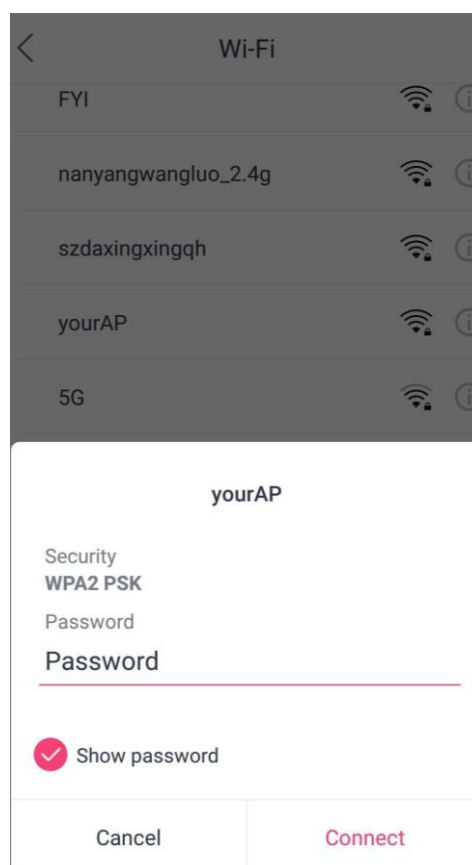 Wi-Fi
FYI
nanyangwangluo_2.4g
szdaxingxingqh
yourAP
5G
yourAP
Security
WPA2 PSK
Password
Password
Show password
Cancel Connect